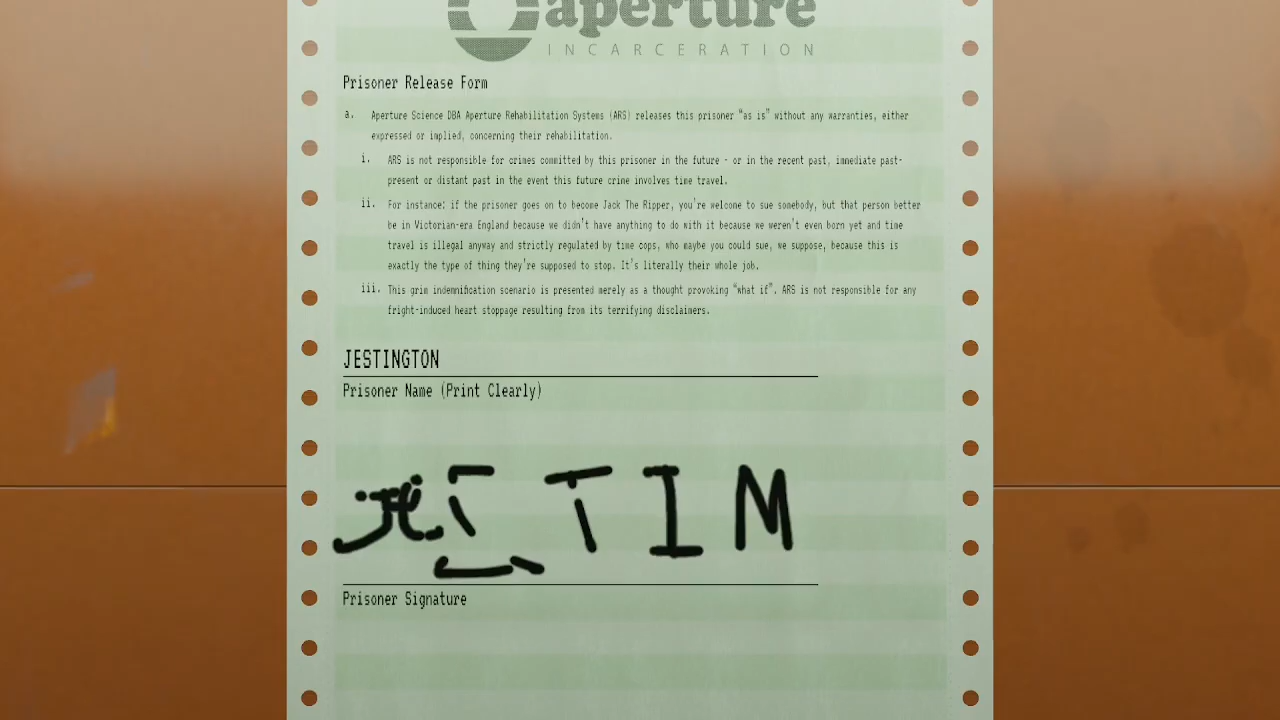 aperture
INCARCERATION
Prisoner Release Form
a. Aperture Science DBA Aperture Rehabilitation Systems (ARS) releases this prisoner "as is" without any warranties, either
expressed or implied, concerning their rehabilitation.
i. ARS is not responsible for crimes committed by this prisoner in the future - or in the recent past, immediate past-
present or distant past in the event this future crime involves time travel.
ii. For instance: if the prisoner goes on to become Jack The Ripper, you're welcome to sue somebody, but that person better
be in Victorian-era England because we didn't have anything to do with it because we weren't even born yet and time
travel is illegal anyway and strictly regulated by time cops, who maybe you could sue, we suppose, because this is
exactly the type of thing they're supposed to stop. It's literally their whole job.
iii. This grim indemnification scenario is presented merely as a thought provoking "what if". ARS is not responsible for any
fright-induced heart stoppage resulting from its terrifying disclaimers.
JESTINGTON
Prisoner Name (Print Clearly)
TIM
Prisoner Signature